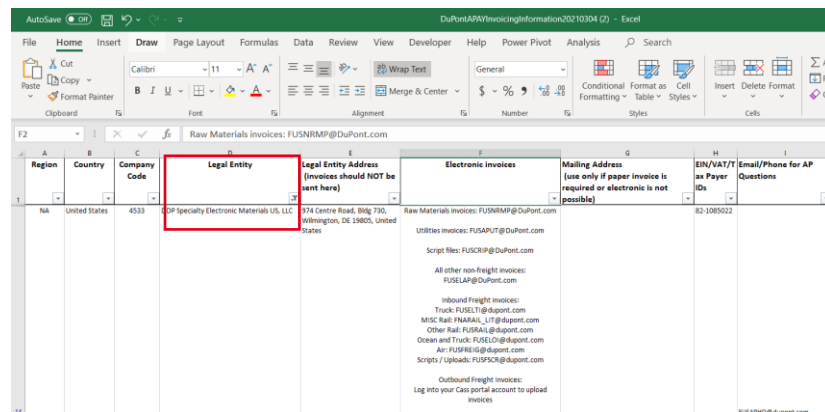 AutoSave Off DuPontAPAYInvoicingInformation20210304 (2) - Excel
File Home Insert Draw Page Layout Formulas Data Review View Developer Help Power Pivot Analysis Search
Cut
Copy
Format Painter
Paste
Clipboard
Calibri 11 A A
B I U A
Font
Wrap Text
Merge & Center
Alignment
General
$ % 9
Number
Conditional Formatting
Format as Table
Cell Styles
Styles
Insert Delete Format
Cells
F2 fx Raw Materials invoices: FUSNRMP@DuPont.com
A B C D E F G H I
Region
Country
Company Code
Legal Entity
Legal Entity Address
(invoices should NOT be
sent here)
Electronic invoices
Mailing Address
(use only if paper invoice is
required or electronic is not
possible)
EIN/VAT/T
ax Payer
IDs
Email/Phone for AP
Questions
1
NA
United States
4533
DDP Specialty Electronic Materials US, LLC
974 Centre Road, Bldg 730,
Wilmington, DE 19805, United
States
Raw Materials invoices: FUSNRMP@DuPont.com
Utilities invoices: FUSAPUT@DuPont.com
Script files: FUSCRIP@DuPont.com
All other non-freight invoices:
FUSELAP@DuPont.com
Inbound Freight invoices:
Truck: FUSELTI@dupont.com
MISC Rail: FNARAIL_LIT@dupont.com
Other Rail: FUSRAIL@dupont.com
Ocean and Truck: FUSELOI@dupont.com
Air: FUSFREIG@dupont.com
Scripts / Uploads: FUSFSCR@dupont.com
Outbound Freight Invoices:
Log into your Cass portal account to upload
invoices
82-1085022